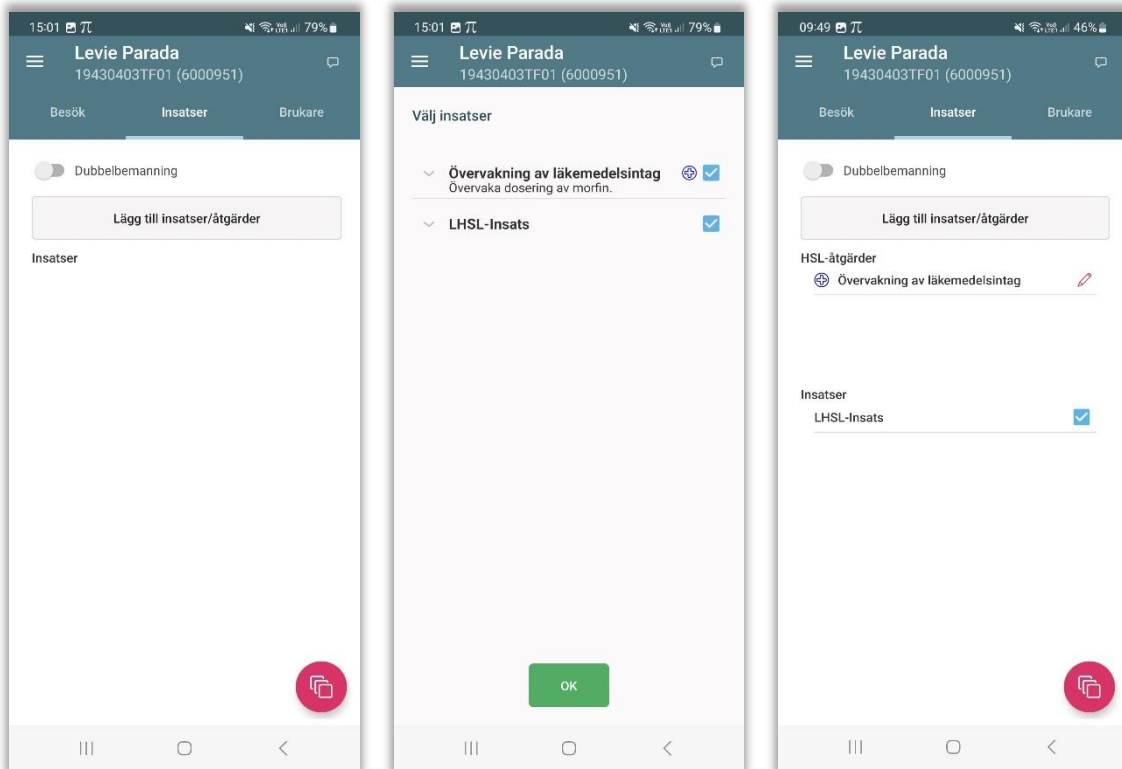 15:01 π 79%
Levie Parada
19430403TF01 (6000951)
Besök Insatser Brukare
Dubbelbemanning
Lägg till insatser/åtgärder
Insatser
15:01 π 79%
Levie Parada
19430403TF01 (6000951)
Välj insatser
Övervakning av läkemedelsintag
Övervaka dosering av morfin.
LHSL-Insats
OK
09:49 π 46%
Levie Parada
19430403TF01 (6000951)
Besök Insatser Brukare
Dubbelbemanning
Lägg till insatser/åtgärder
HSL-åtgärder
Övervakning av läkemedelsintag
Insatser
LHSL-Insats